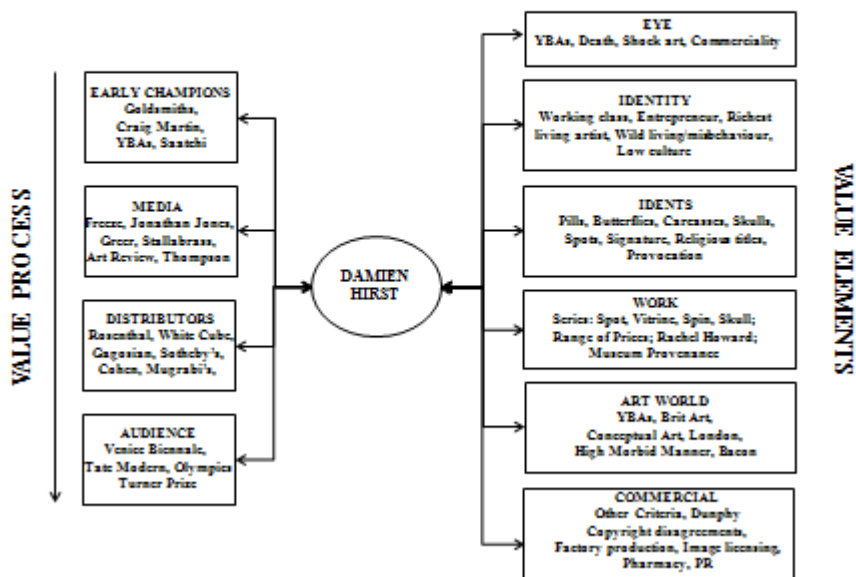 VALUE PROCESS
EARLY CHAMPIONS
Goldsmiths,
Craig Martin,
YBAs, Saatchi
MEDIA
Freeze, Jonathan Jones,
Greer, Stallabrass,
Art Review, Thompson
DISTRIBUTORS
Rosenthal, White Cube,
Gagosian, Sotheby's,
Cohen, Mugrabi's,
AUDIENCE
Venice Biennale,
Tate Modern, Olympics
Turner Prize
DAMIEN
HIRST
EYE
YBAs, Death, Shock art, Commerciality
IDENTITY
Working class, Entrepreneur, Richest
living artist, Wild living/misbehaviour,
Low culture
IDENTS
Pills, Butterflies, Carcasses, Skulls,
Spots, Signature, Religious titles,
Provocation
WORK
Series: Spot, Vitrine, Spin, Skull;
Range of Prices; Rachel Howard;
Museum Provenance
ART WORLD
YBAs, Brit Art,
Conceptual Art, London,
High Morbid Manner, Bacon
COMMERCIAL
Other Criteria, Dunphy
Copyright disagreements,
Factory production, Image licensing,
Pharmacy, PR
VALUE ELEMENTS